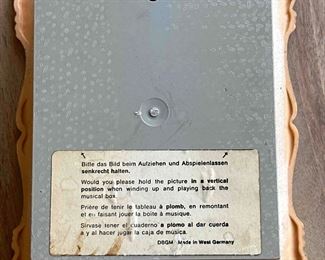 Bitte das Bild beim Aufziehen und Abspielenlassen
senkrecht halten.
Would you please hold the picture in a vertical
position when winding up and playing back the
musical box.
Prière de tenir le tableau à plomb, en remontant
et en faisant jouer la boîte à musique.
Sirvase tener el cuaderno a plomo al dar cuerda
a y al hacer jugar la caja de música.
DBGM Made in West Germany